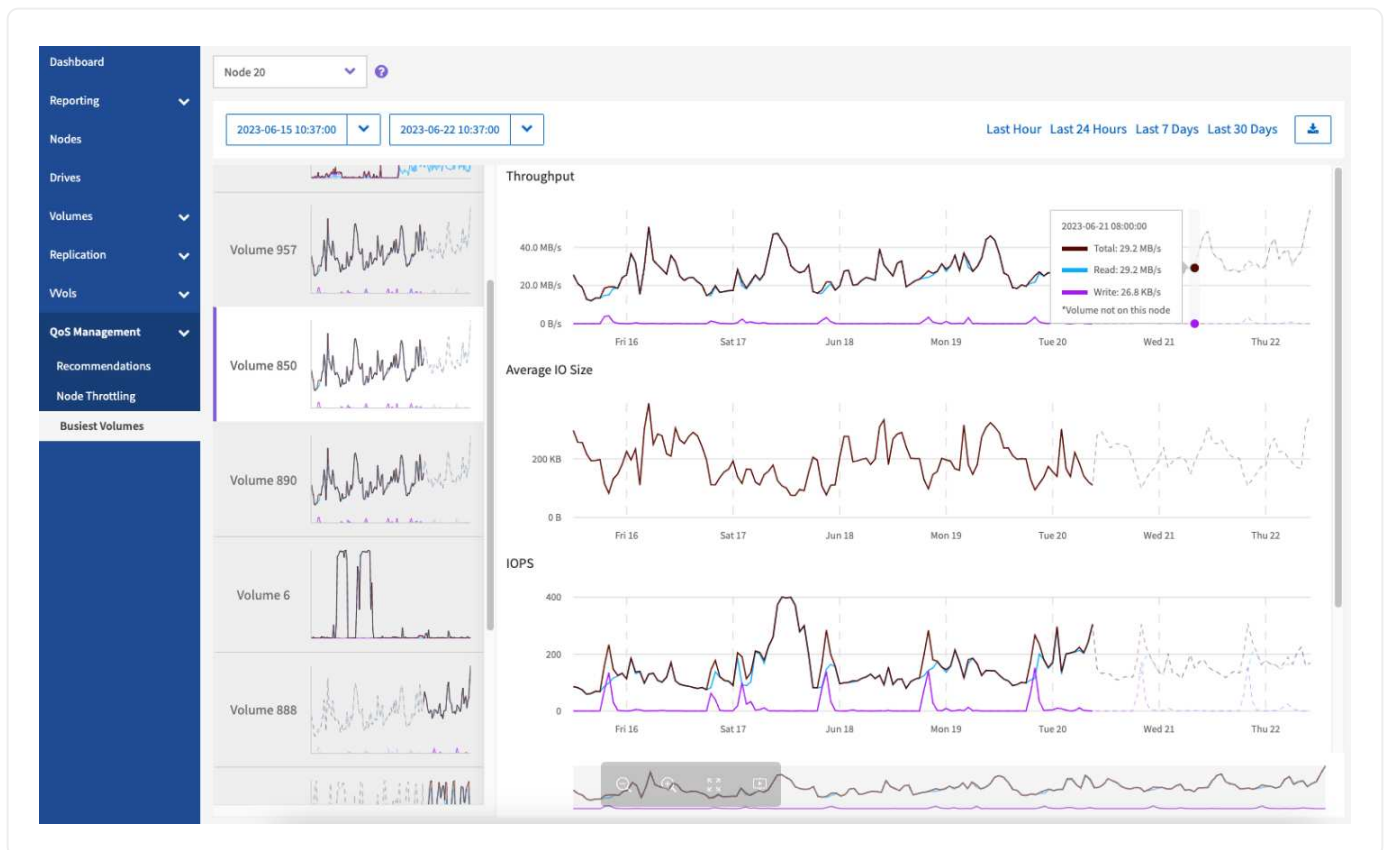 Dashboard
Reporting
Nodes
Drives
Volumes
Replication
VVols
QoS Management
Recommendations
Node Throttling
Busiest Volumes
Node 20
?
2023-06-15 10:37:00
2023-06-22 10:37:00
Last Hour Last 24 Hours Last 7 Days Last 30 Days
Volume 957
Volume 850
Volume 890
Volume 6
Volume 888
Throughput
40.0 MB/s
20.0 MB/s
0 B/s
2023-06-21 08:00:00
Total: 29.2 MB/s
Read: 29.2 MB/s
Write: 26.8 KB/s
*Volume not on this node
Fri 16 Sat 17 Jun 18 Mon 19 Tue 20 Wed 21 Thu 22
Average IO Size
200 KB
0 B
Fri 16 Sat 17 Jun 18 Mon 19 Tue 20 Wed 21 Thu 22
IOPS
400
200
0
Fri 16 Sat 17 Jun 18 Mon 19 Tue 20 Wed 21 Thu 22